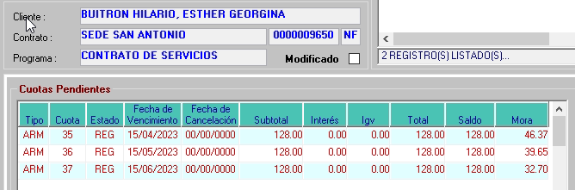 Cliente : BUITRON HILARIO, ESTHER GEORGINA
Contrato : SEDE SAN ANTONIO 0000009650 NF
Programa : CONTRATO DE SERVICIOS Modificado
2 REGISTRO(S) LISTADO(S)...
Cuotas Pendientes
Tipo Cuota Estado Fecha de Vencimiento Fecha de Cancelación Subtotal Interés Igv Total Saldo Mora
ARM 35 REG 15/04/2023 00/00/0000 128.00 0.00 0.00 128.00 128.00 46.37
ARM 36 REG 15/05/2023 00/00/0000 128.00 0.00 0.00 128.00 128.00 39.65
ARM 37 REG 15/06/2023 00/00/0000 128.00 0.00 0.00 128.00 128.00 32.70